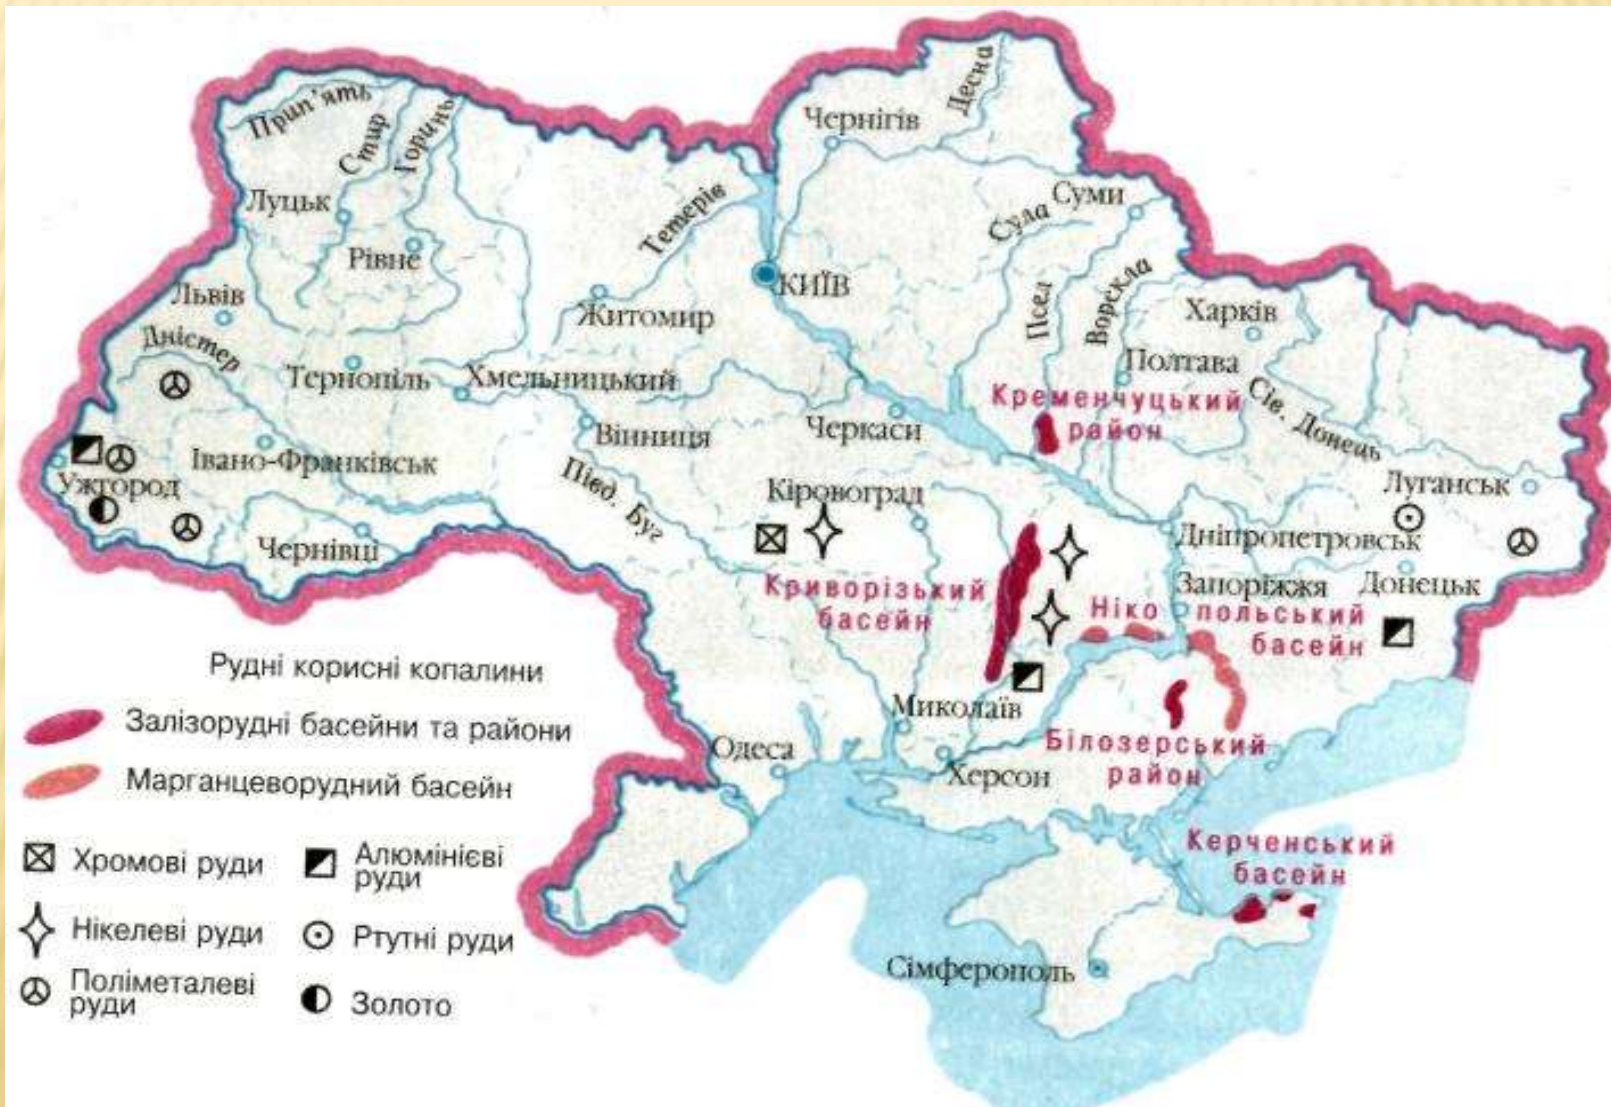 Десна
Прип'ять
Стир
Горинь
Чернігів
Луцьк
Тетерів
Сула
Суми
Рівне
КИЇВ
Псел
Ворскла
Львів
Житомир
Харків
Дністер
Полтава
Тернопіль
Хмельницький
Кременчуцький
район
Сів. Донець
Черкаси
Вінниця
Івано-Франківськ
Ужгород
Півд. Буг
Кіровоград
Луганськ
Чернівці
Дніпропетровськ
Криворізький
басейн
Запоріжжя
Донецьк
Ніко польський
басейн
Рудні корисні копалини
Залізорудні басейни та райони
Марганцеворудний басейн
Миколаїв
Одеса
Херсон
Білозерський
район
Керченський
басейн
Сімферополь
Хромові руди
Алюмінієві
руди
Нікелеві руди
Ртутні руди
Поліметалеві
руди
Золото